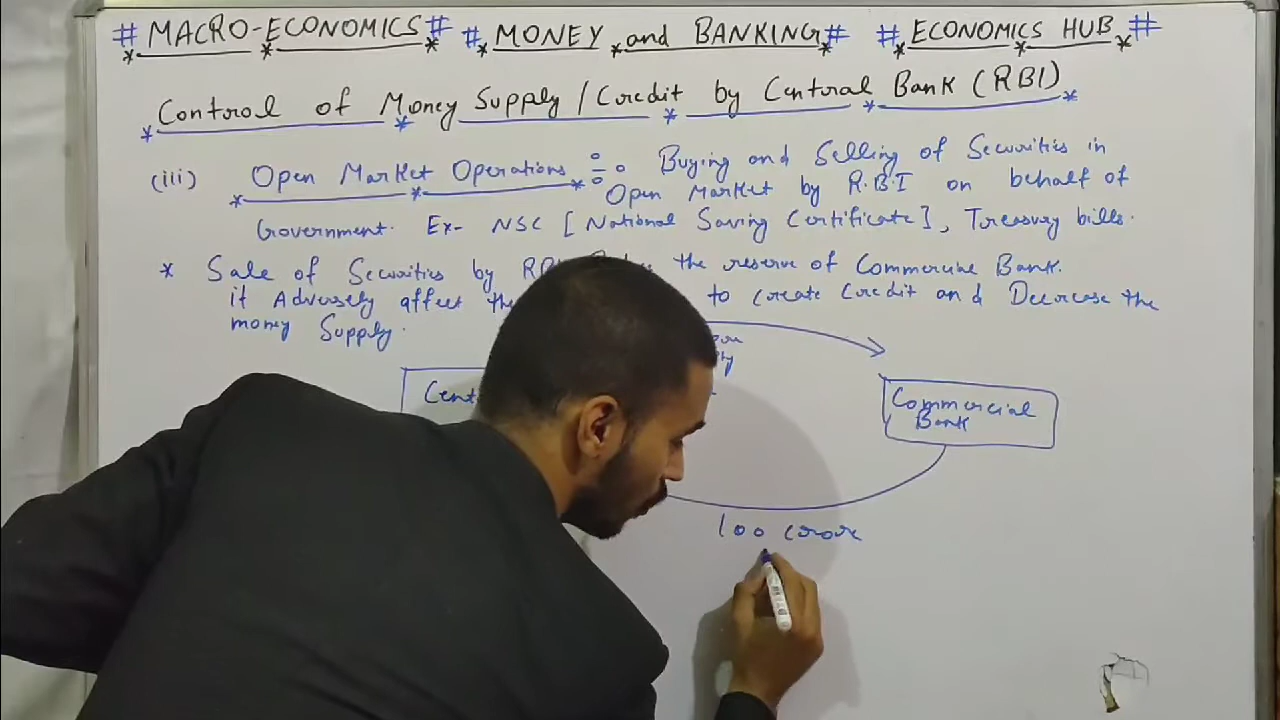 # MACRO-ECONOMICS # # MONEY and BANKING # # ECONOMICS HUB #
Control of Money Supply / Credit by Central Bank (RBI)
(iii) Open Market Operations Buying and Selling of Securities in
Open Market by R.B.I on behalf of
Government. Ex- NSC [National Saving Certificate], Treasury bills.
* Sale of Securities by the reserve of Commercial Bank.
it Adversely affect to create Credit and Decrease the
money Supply.
Commercial
Bank
100 crore